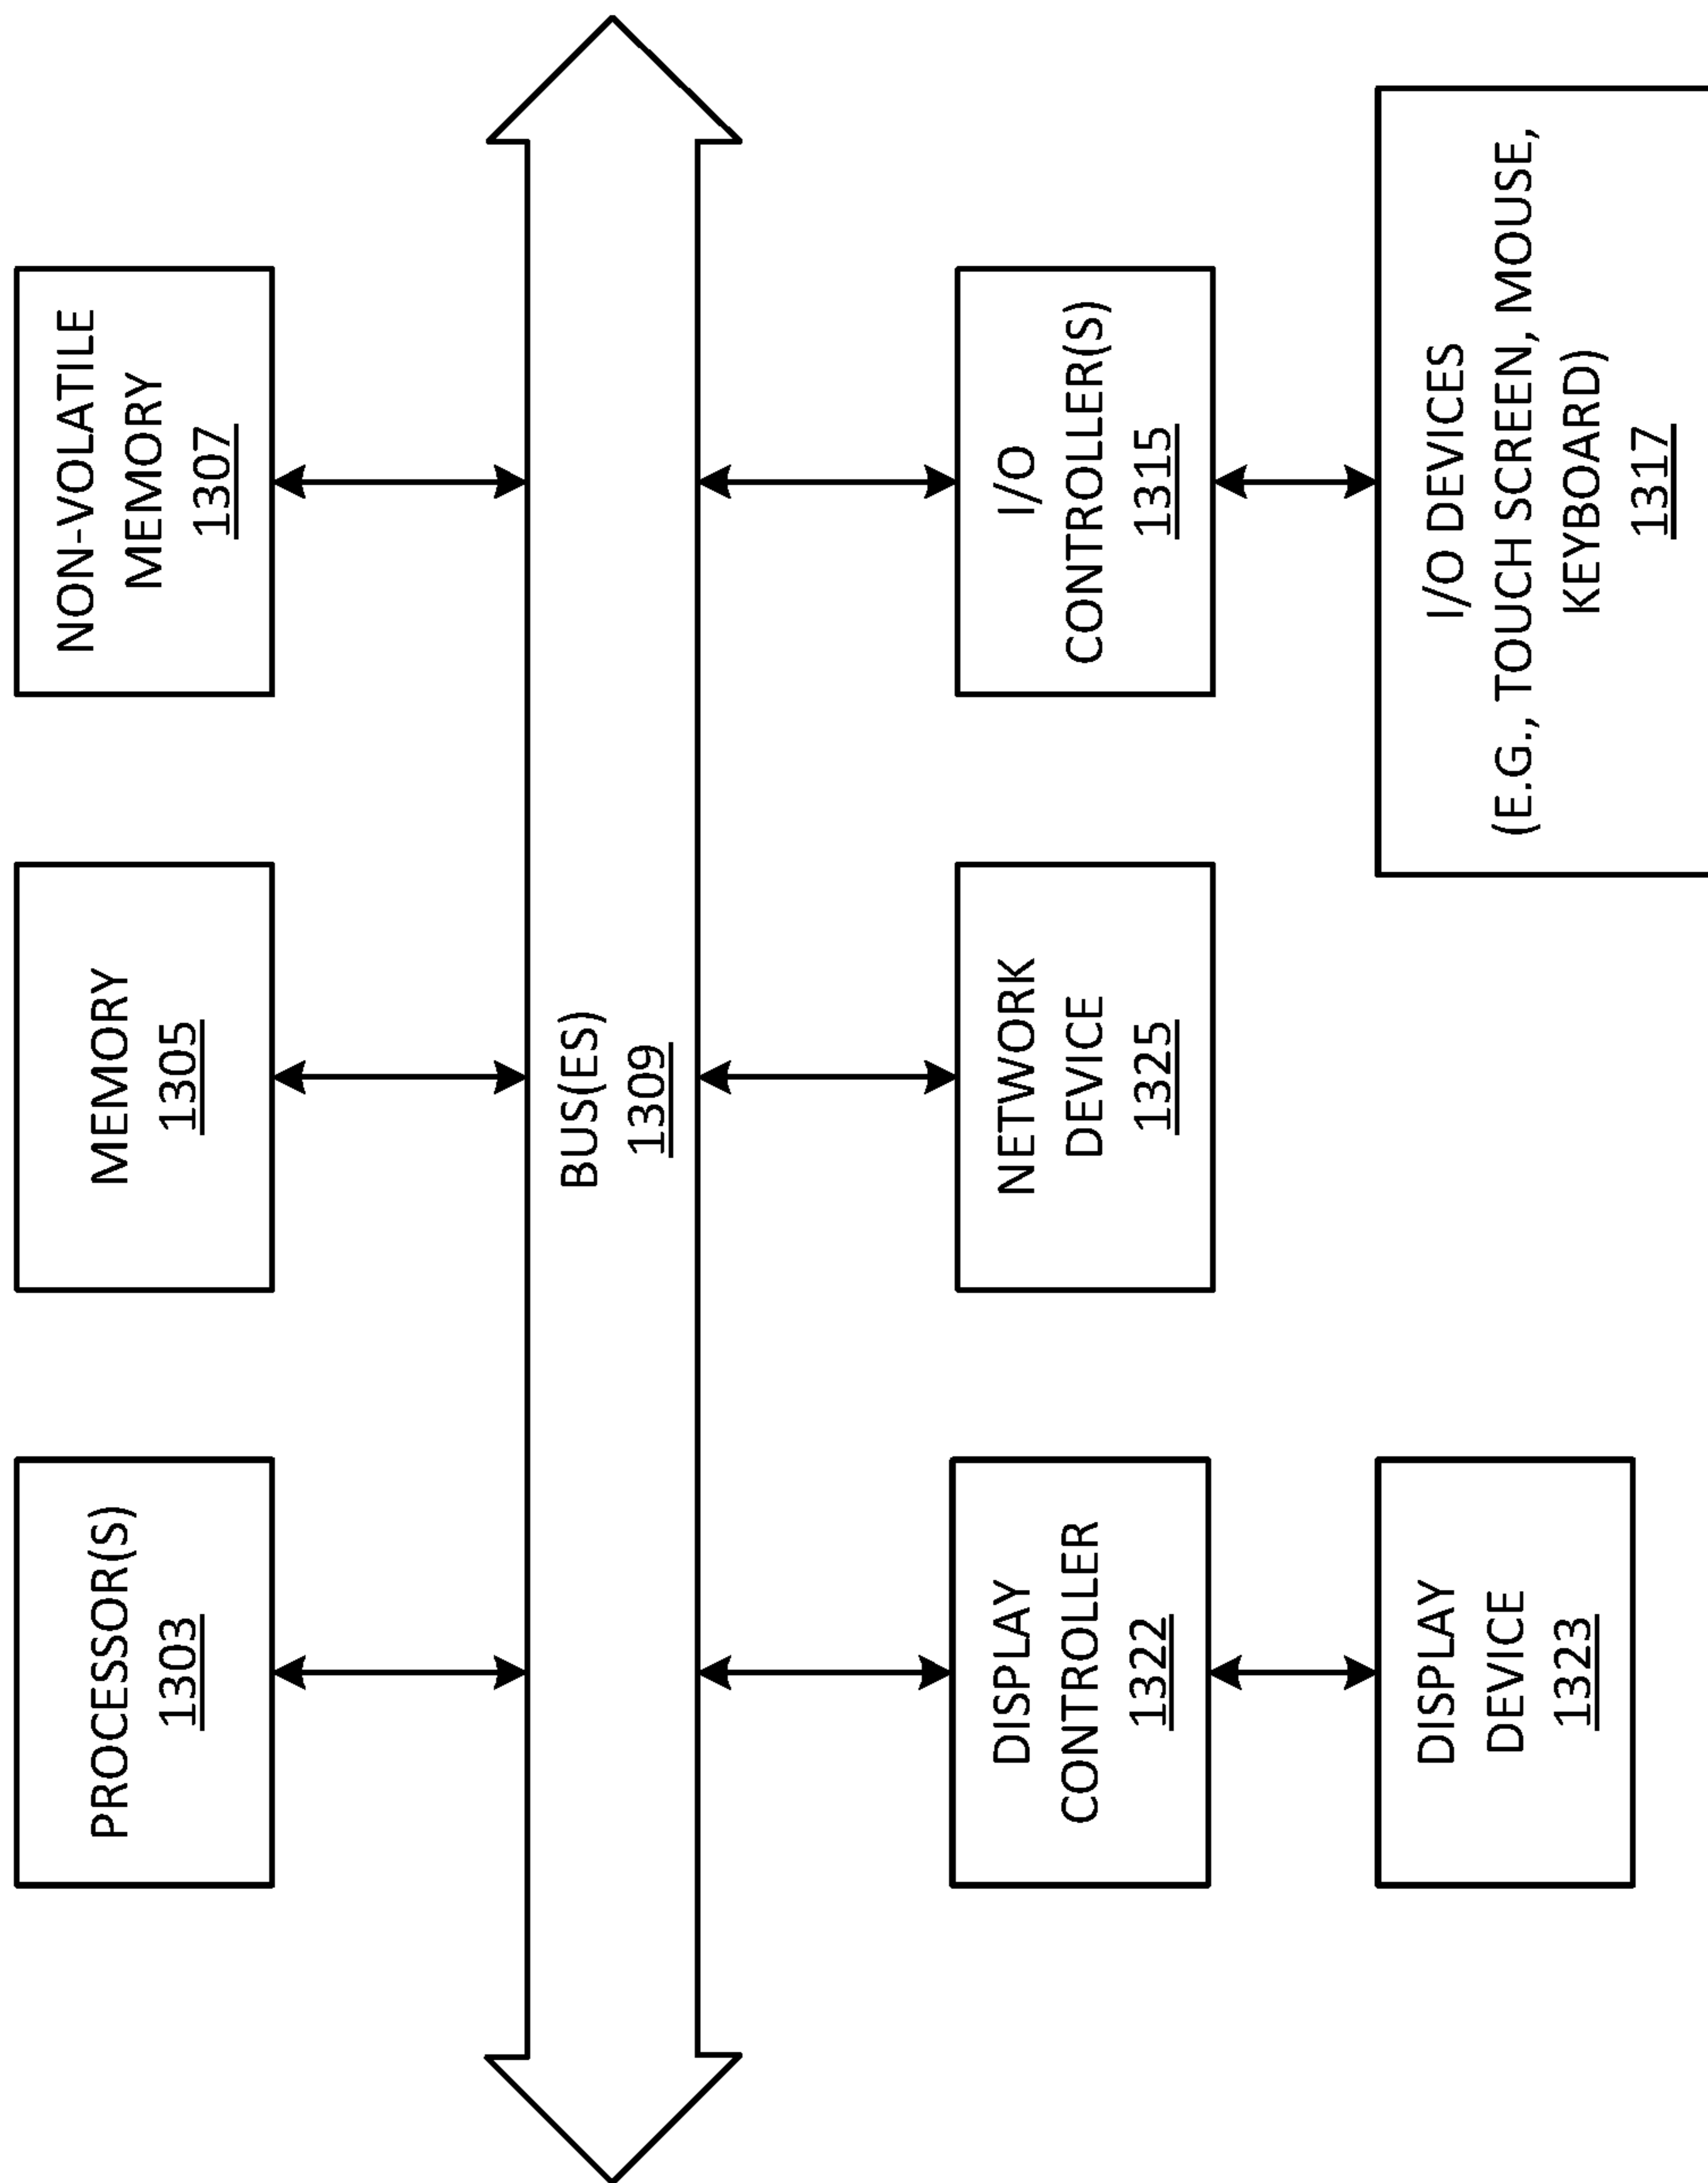 PROCESSOR(S)
1303
MEMORY
1305
NON-VOLATILE
MEMORY
1307
BUS(ES)
1309
DISPLAY
CONTROLLER
1322
NETWORK
DEVICE
1325
I/O
CONTROLLER(S)
1315
DISPLAY
DEVICE
1323
I/O DEVICES
(E.G., TOUCH SCREEN, MOUSE,
KEYBOARD)
1317